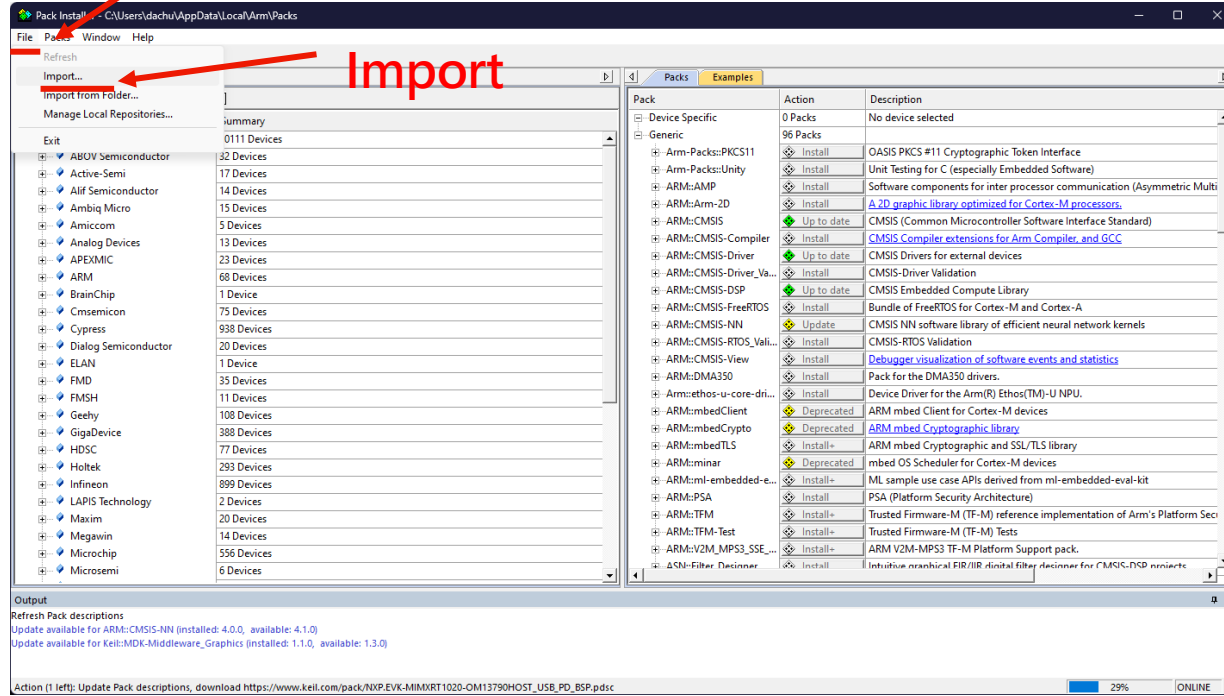 Pack Installer - C:\Users\dachu\AppData\Local\Arm\Packs
File Packs Window Help
Refresh
Import...
Import from Folder...
Manage Local Repositories...
Exit
Import
Summary
Devices
ABOV Semiconductor 32 Devices
Active-Semi 17 Devices
Alif Semiconductor 14 Devices
Ambiq Micro 15 Devices
Amiccom 5 Devices
Analog Devices 13 Devices
APEXMIC 23 Devices
ARM 68 Devices
BrainChip 1 Device
Cmsemicon 75 Devices
Cypress 938 Devices
Dialog Semiconductor 20 Devices
ELAN 1 Device
FMD 35 Devices
FMSH 11 Devices
Geehy 108 Devices
GigaDevice 388 Devices
HDSC 77 Devices
Holtek 293 Devices
Infineon 899 Devices
LAPIS Technology 2 Devices
Maxim 20 Devices
Megawin 14 Devices
Microchip 556 Devices
Microsemi 6 Devices
Packs Examples
Pack Action Description
Device Specific 0 Packs No device selected
Generic 96 Packs
Arm-Packs::PKCS11 Install OASIS PKCS #11 Cryptographic Token Interface
Arm-Packs::Unity Install Unit Testing for C (especially Embedded Software)
ARM::AMP Install Software components for inter processor communication (Asymmetric Multi
ARM::Arm-2D Install A 2D graphic library optimized for Cortex-M processors.
ARM::CMSIS Up to date CMSIS (Common Microcontroller Software Interface Standard)
ARM::CMSIS-Compiler Install CMSIS Compiler extensions for Arm Compiler, and GCC
ARM::CMSIS-Driver Up to date CMSIS Drivers for external devices
ARM::CMSIS-Driver_Va... Install CMSIS-Driver Validation
ARM::CMSIS-DSP Up to date CMSIS Embedded Compute Library
ARM::CMSIS-FreeRTOS Install Bundle of FreeRTOS for Cortex-M and Cortex-A
ARM::CMSIS-NN Update CMSIS NN software library of efficient neural network kernels
ARM::CMSIS-RTOS_Vali... Install CMSIS-RTOS Validation
ARM::CMSIS-View Install Debugger visualization of software events and statistics
ARM::DMA350 Install Pack for the DMA350 drivers.
Arm::ethos-u-core-dri... Install Device Driver for the Arm(R) Ethos(TM)-U NPU.
ARM::mbedClient Deprecated ARM mbed Client for Cortex-M devices
ARM::mbedCrypto Deprecated ARM mbed Cryptographic library
ARM::mbedTLS Install+ ARM mbed Cryptographic and SSL/TLS library
ARM::minar Deprecated mbed OS Scheduler for Cortex-M devices
ARM::ml-embedded-e... Install+ ML sample use case APIs derived from ml-embedded-eval-kit
ARM::PSA Install PSA (Platform Security Architecture)
ARM::TFM Install+ Trusted Firmware-M (TF-M) reference implementation of Arm's Platform Secu
ARM::TFM-Test Install+ Trusted Firmware-M (TF-M) Tests
ARM::V2M_MPS3_SSE_... Install+ ARM V2M-MPS3 TF-M Platform Support pack.
ASN::Filter_Designer Install Intuitive graphical FIR/IIR digital filter designer for CMSIS-DSP projects
Output
Refresh Pack descriptions
Update available for ARM::CMSIS-NN (installed: 4.0.0, available: 4.1.0)
Update available for Keil::MDK-Middleware_Graphics (installed: 1.1.0, available: 1.3.0)
Action (1 left): Update Pack descriptions, download https://www.keil.com/pack/NXP.EVK-MIMXRT1020-OM13790HOST_USB_PD_BSP.pdsc 29% ONLINE